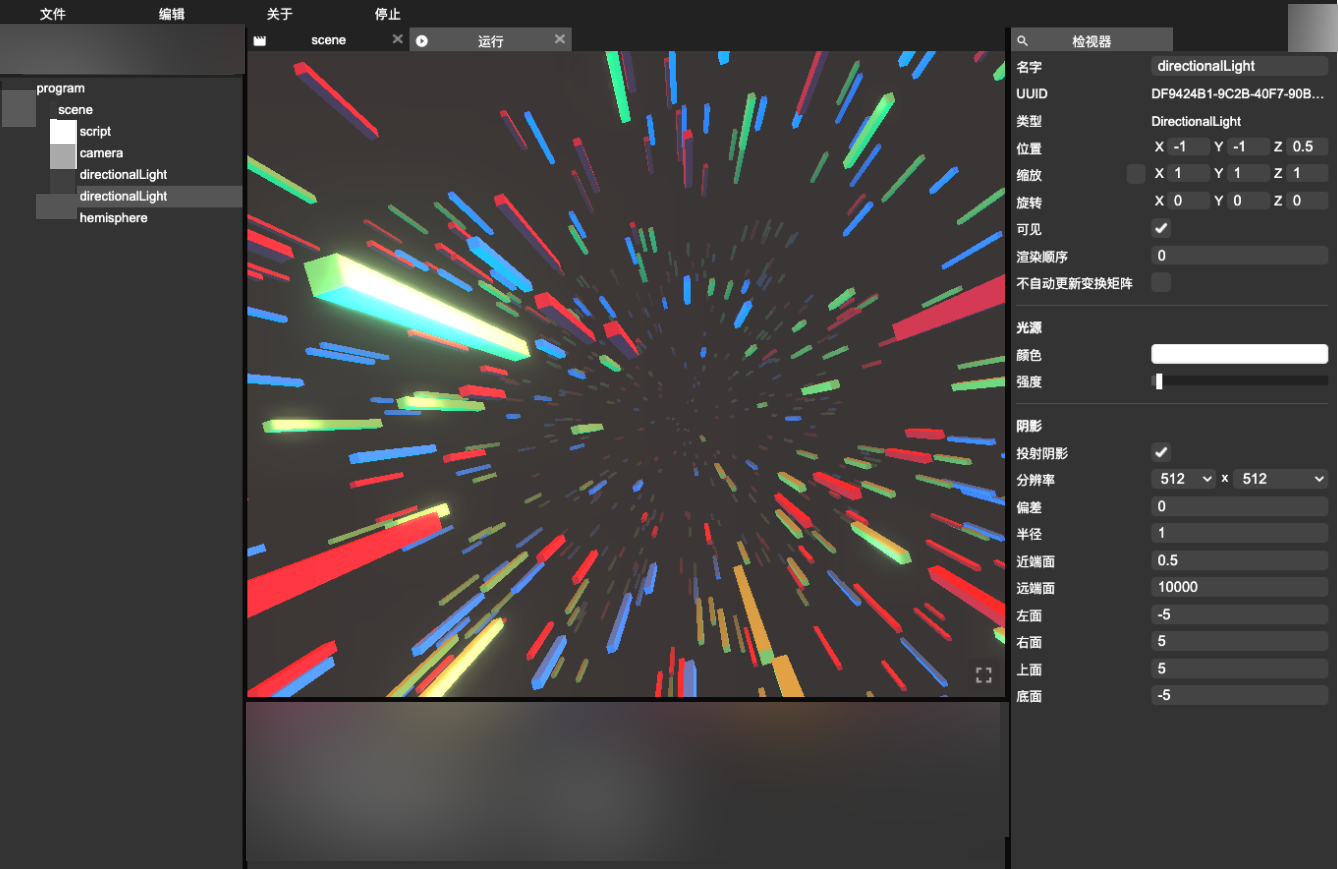 文件 编辑 关于 停止
scene 运行 检视器
program
scene
script
camera
directionalLight
directionalLight
hemisphere
名字 directionalLight
UUID DF9424B1-9C2B-40F7-90B...
类型 DirectionalLight
位置 X -1 Y -1 Z 0.5
缩放 X 1 Y 1 Z 1
旋转 X 0 Y 0 Z 0
可见
渲染顺序 0
不自动更新变换矩阵
光源
颜色
强度
阴影
投射阴影
分辨率 512 x 512
偏差 0
半径 1
近端面 0.5
远端面 10000
左面 -5
右面 5
上面 5
底面 -5